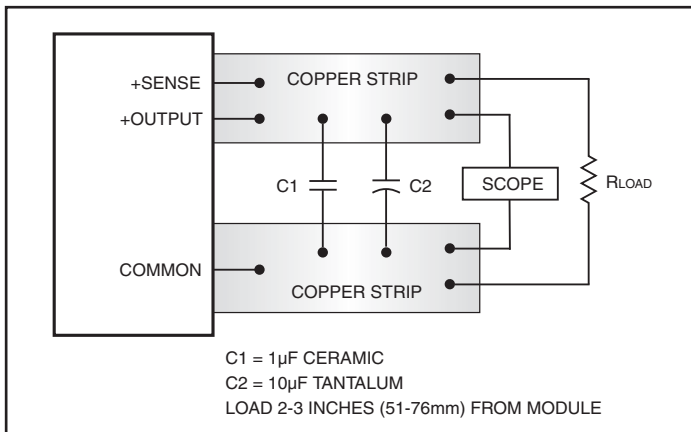 +SENSE
COPPER STRIP
+OUTPUT
C1
C2
SCOPE
RLOAD
COMMON
COPPER STRIP
C1 = 1µF CERAMIC
C2 = 10µF TANTALUM
LOAD 2-3 INCHES (51-76mm) FROM MODULE